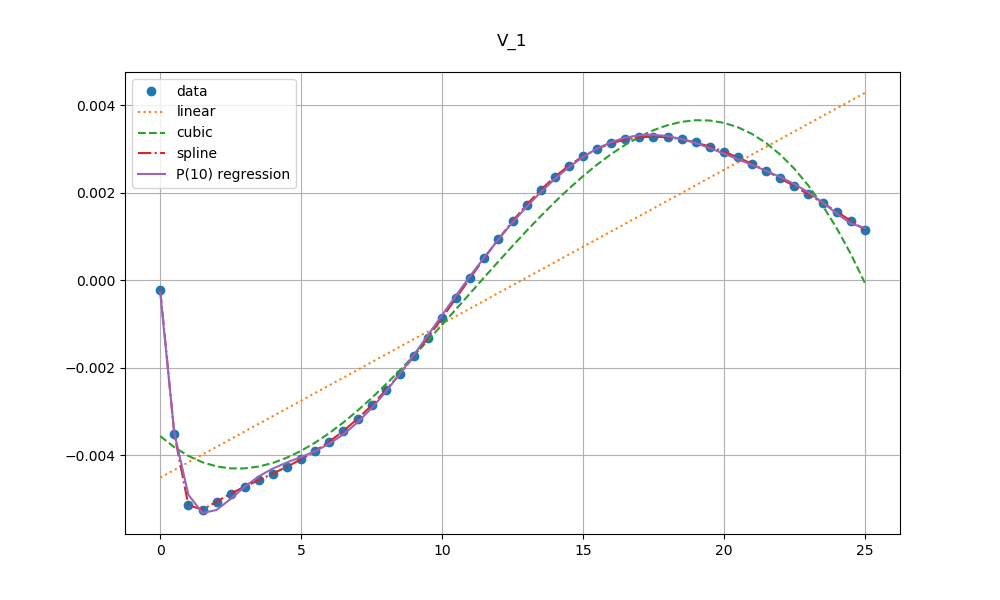 V_1
data
linear
cubic
spline
P(10) regression
0.004
0.002
0.000
−0.002
−0.004
0 5 10 15 20 25